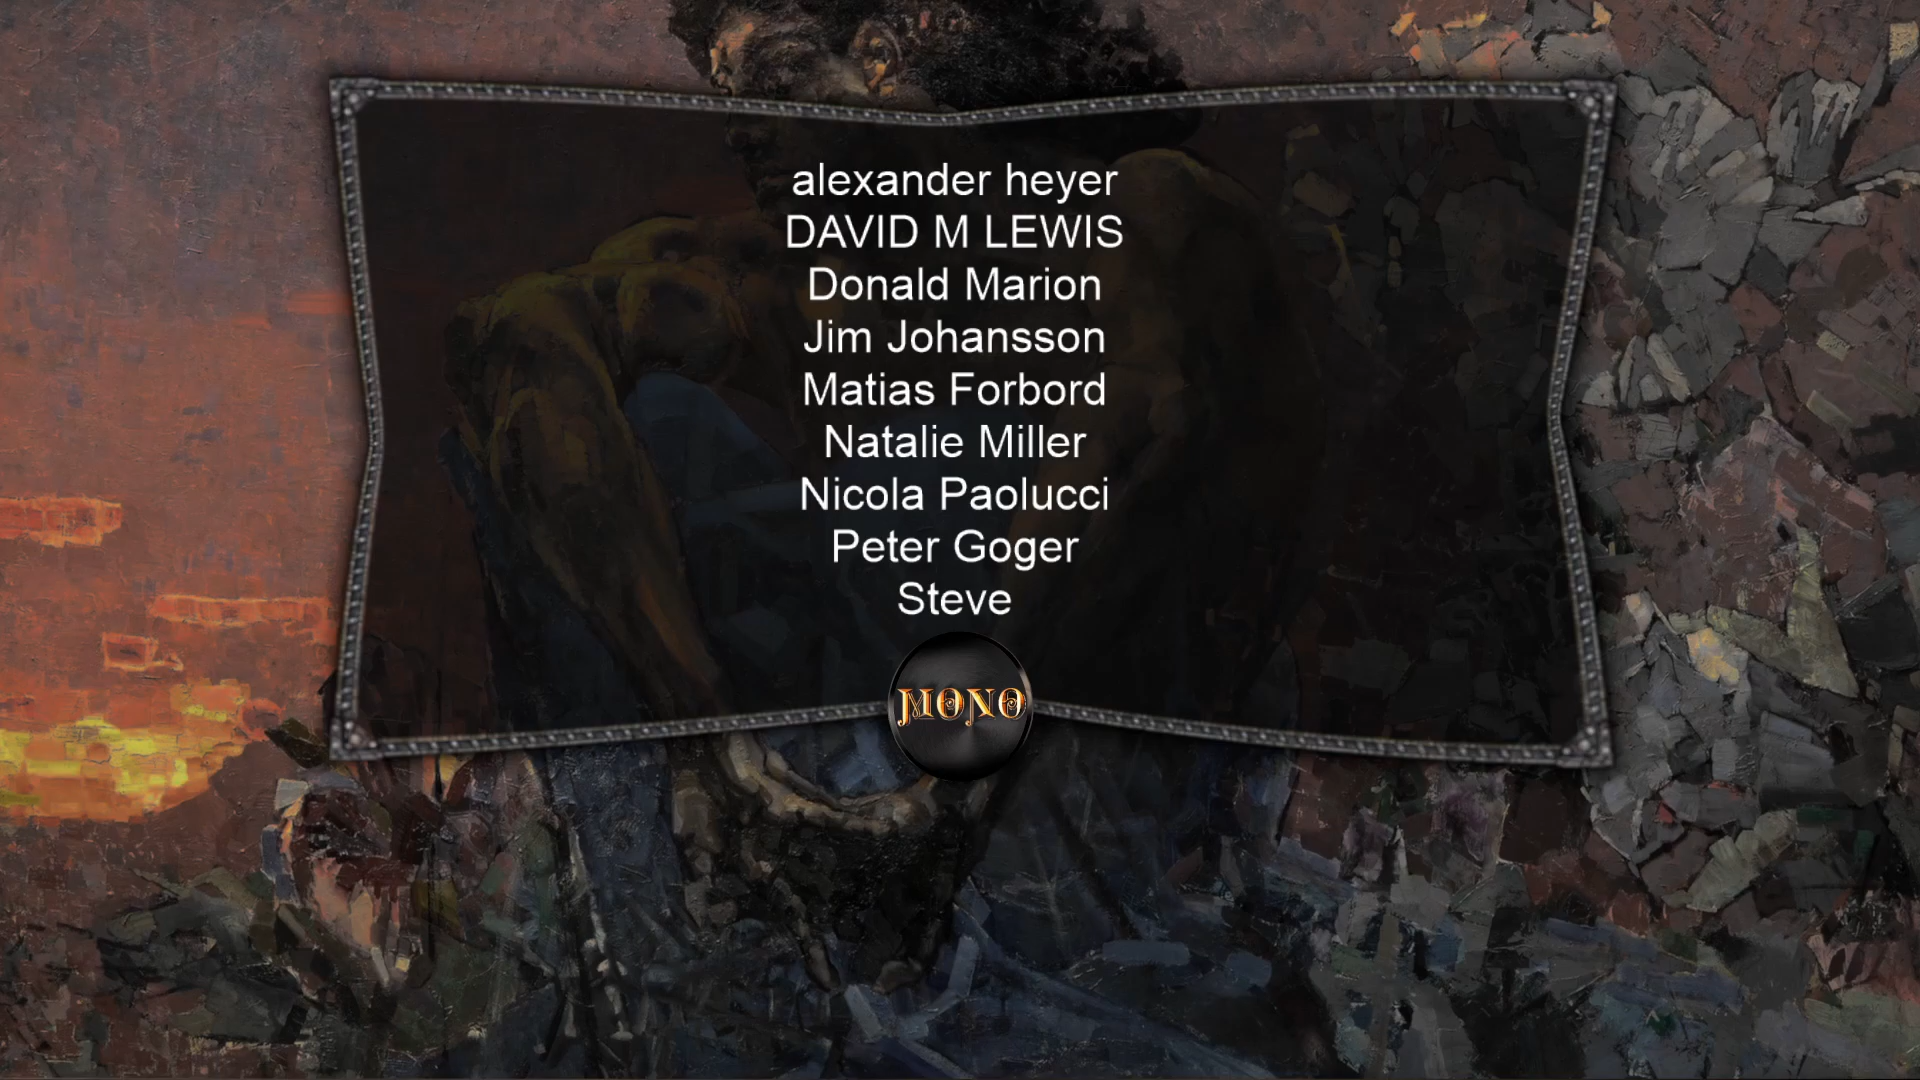 alexander heyer
DAVID M LEWIS
Donald Marion
Jim Johansson
Matias Forbord
Natalie Miller
Nicola Paolucci
Peter Goger
Steve
MONO